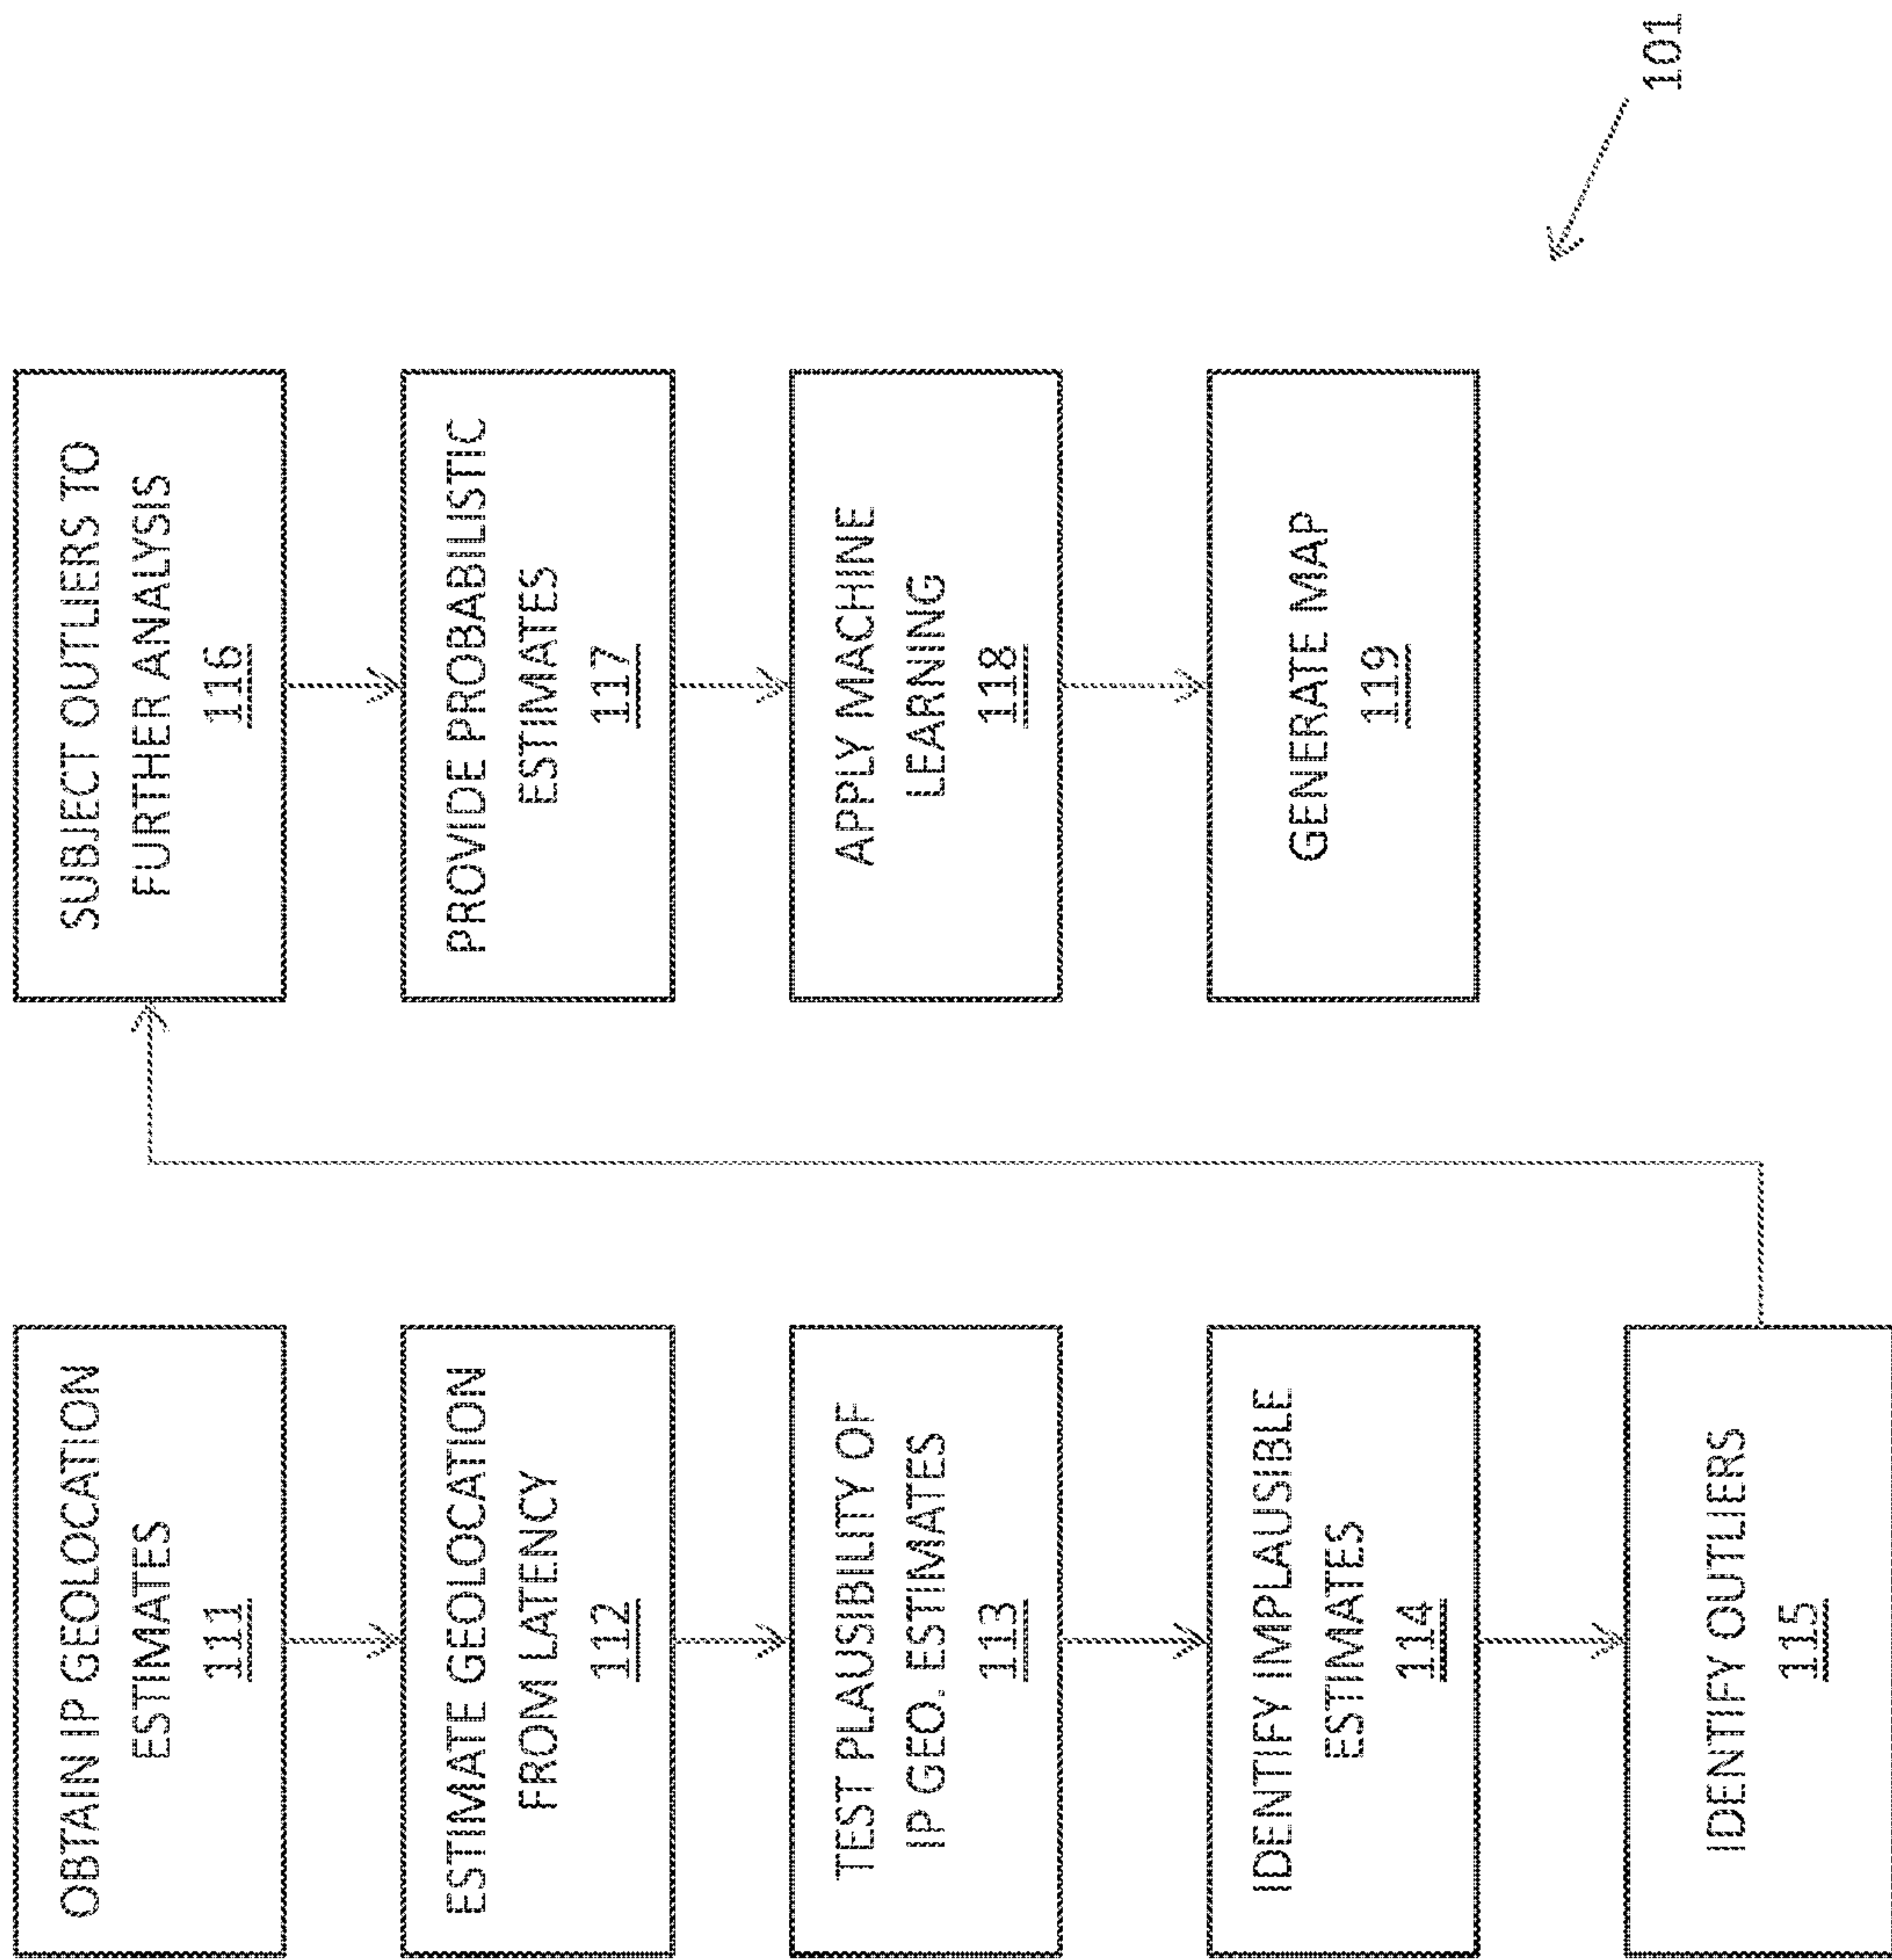 OBTAIN IP GEOLOCATION
ESTIMATES
111
ESTIMATE GEOLOCATION
FROM LATENCY
112
TEST PLAUSIBILITY OF
IP GEO. ESTIMATES
113
IDENTIFY IMPLAUSIBLE
ESTIMATES
114
IDENTIFY OUTLIERS
115
SUBJECT OUTLIERS TO
FURTHER ANALYSIS
116
PROVIDE PROBABILISTIC
ESTIMATES
117
APPLY MACHINE
LEARNING
118
GENERATE MAP
119
101